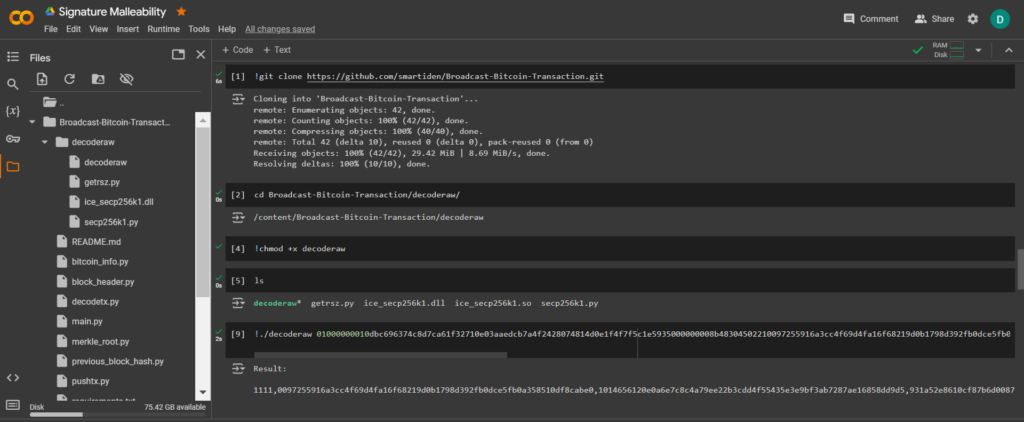 Signature Malleability
File Edit View Insert Runtime Tools Help All changes saved
Comment Share D
Files
+ Code + Text
RAM
Disk
..
Broadcast-Bitcoin-Transact...
decoderaw
decoderaw
getrsz.py
ice_secp256k1.dll
secp256k1.py
README.md
bitcoin_info.py
block_header.py
decodetx.py
main.py
merkle_root.py
previous_block_hash.py
pushtx.py
Disk 75.42 GB available
{x}
<>
6s
[1] !git clone https://github.com/smartiden/Broadcast-Bitcoin-Transaction.git
Cloning into 'Broadcast-Bitcoin-Transaction'...
remote: Enumerating objects: 42, done.
remote: Counting objects: 100% (42/42), done.
remote: Compressing objects: 100% (40/40), done.
remote: Total 42 (delta 10), reused 0 (delta 0), pack-reused 0 (from 0)
Receiving objects: 100% (42/42), 29.42 MiB | 8.69 MiB/s, done.
Resolving deltas: 100% (10/10), done.
0s
[2] cd Broadcast-Bitcoin-Transaction/decoderaw/
/content/Broadcast-Bitcoin-Transaction/decoderaw
[4] !chmod +x decoderaw
0s
[5] ls
decoderaw* getrsz.py ice_secp256k1.dll ice_secp256k1.so secp256k1.py
2s
[9] !./decoderaw
Result: